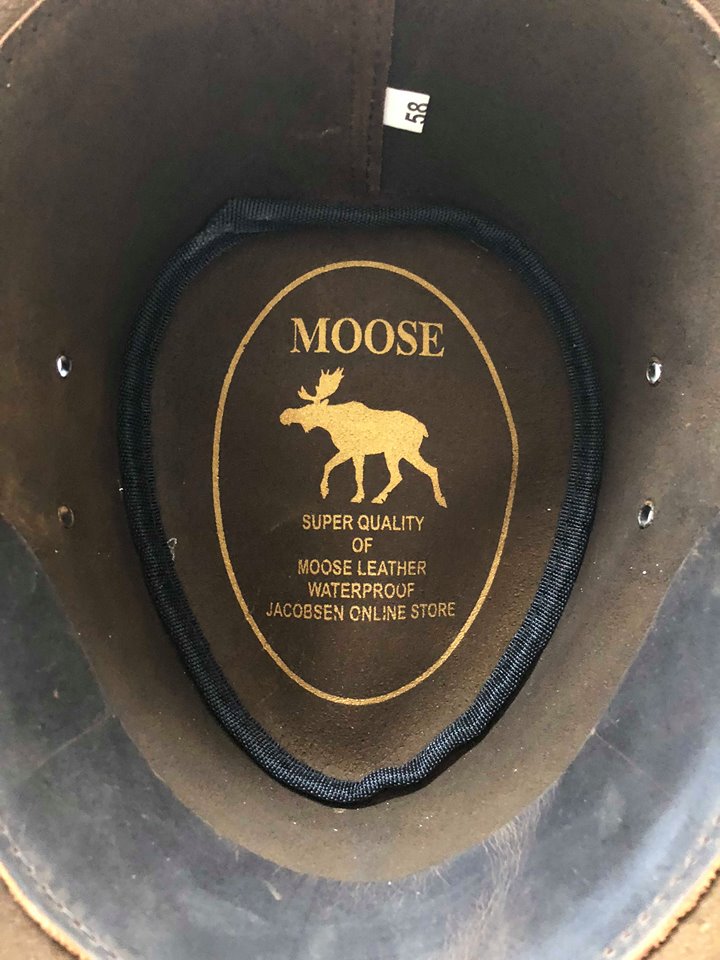 58
MOOSE
SUPER QUALITY
OF
MOOSE LEATHER
WATERPROOF
JACOBSEN ONLINE STORE